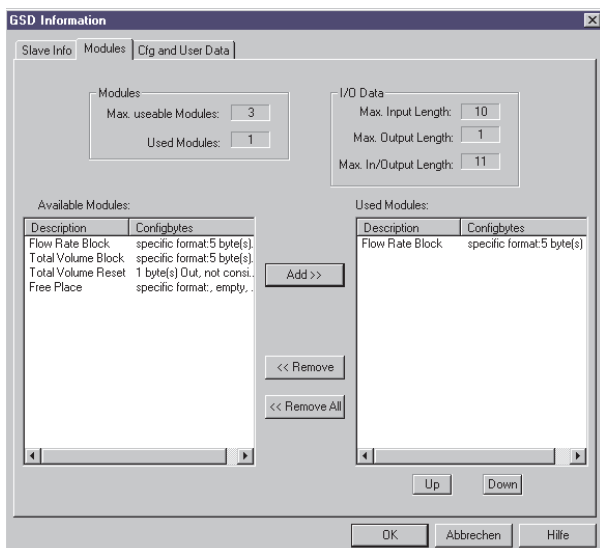 GSD Information
Slave Info Modules Cfg and User Data
Modules
Max. useable Modules: 3
Used Modules: 1
I/O Data
Max. Input Length: 10
Max. Output Length: 1
Max. In/Output Length: 11
Available Modules:
Description Configbytes
Flow Rate Block specific format:5 byte(s).
Total Volume Block specific format:5 byte(s).
Total Volume Reset 1 byte(s) Out, not consi..
Free Place specific format:, empty, .
Add >>
<< Remove
<< Remove All
Used Modules:
Description Configbytes
Flow Rate Block specific format:5 byte(s)
Up Down
OK Abbrechen Hilfe